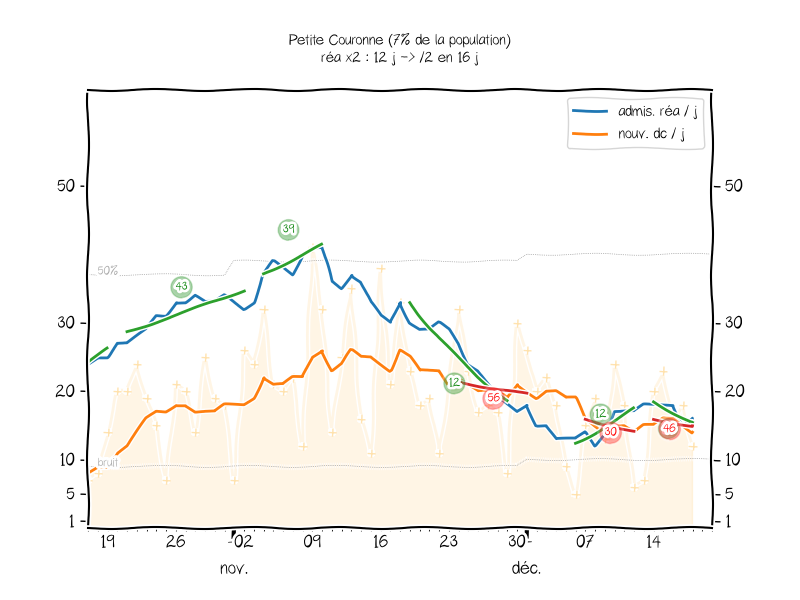 Petite Couronne (7% de la population)
réa x2 : 12 j -> /2 en 16 j
admis. réa / j
nouv. dc / j
50 50
39
50%
43
30 30
12
20 20
56
12
30
46
bruit
10 10
5 5
1 1
19 26 02 09 16 23 30 07 14
nov. déc.